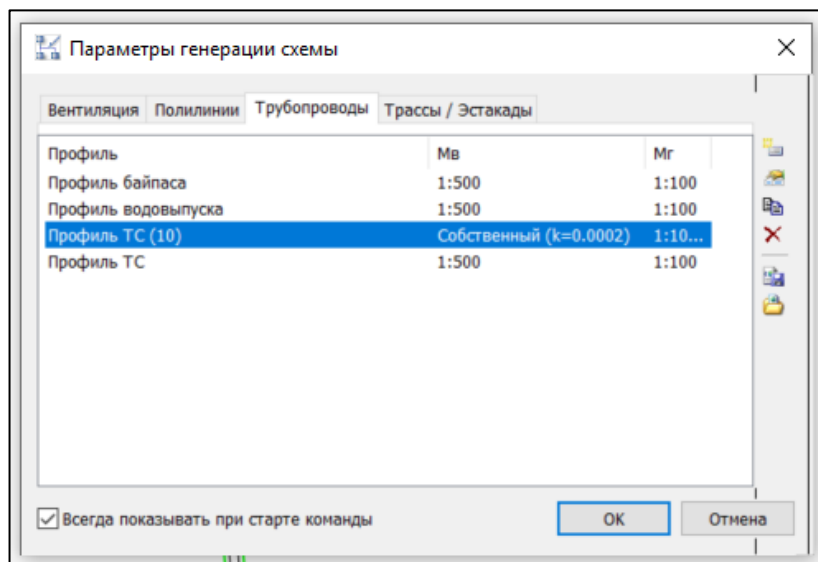 Параметры генерации схемы
Вентиляция Полилинии Трубопроводы Трассы / Эстакады
Профиль Мв Мг
Профиль байпаса 1:500 1:100
Профиль водовыпуска 1:500 1:100
Профиль ТС (10) Собственный (k=0.0002) 1:10...
Профиль ТС 1:500 1:100
Всегда показывать при старте команды ОК Отмена